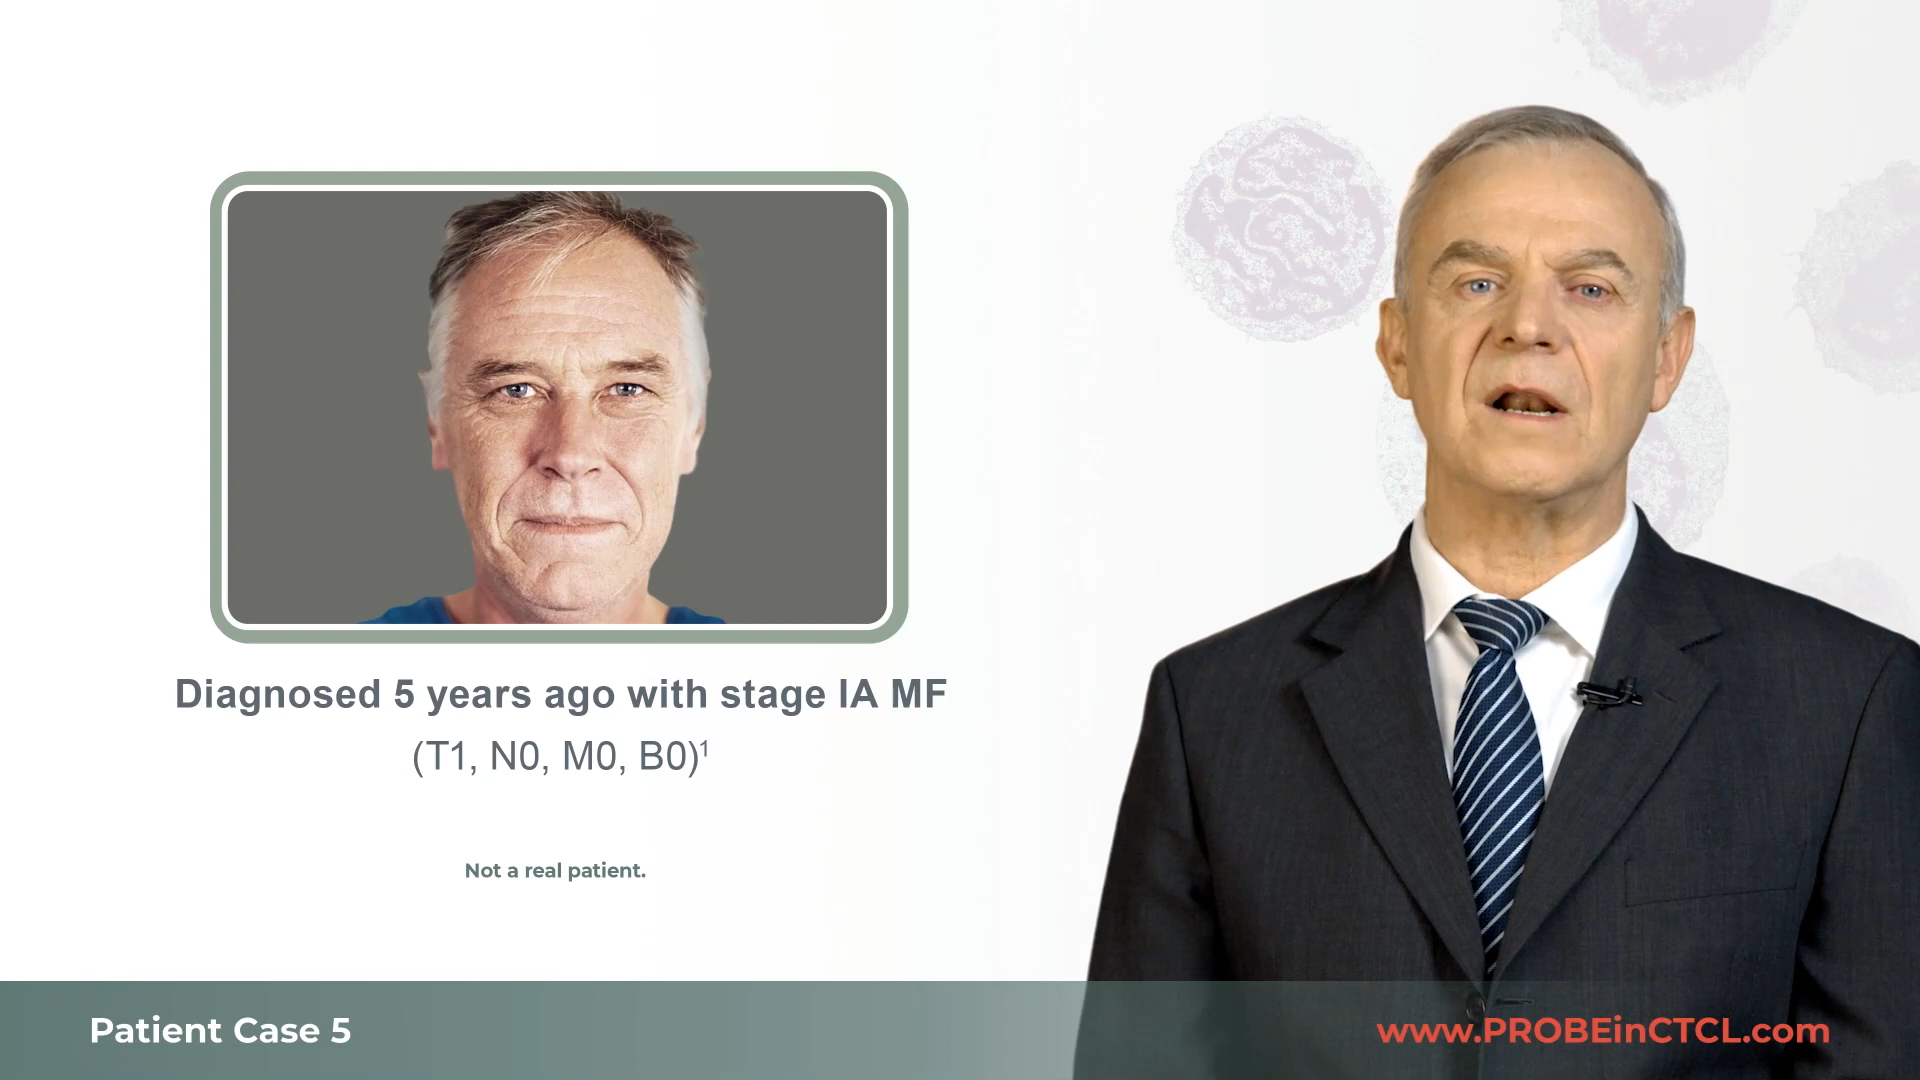 Diagnosed 5 years ago with stage IA MF
(T1, N0, M0, B0)¹
Not a real patient.
Patient Case 5
www.PROBEinCTCL.com